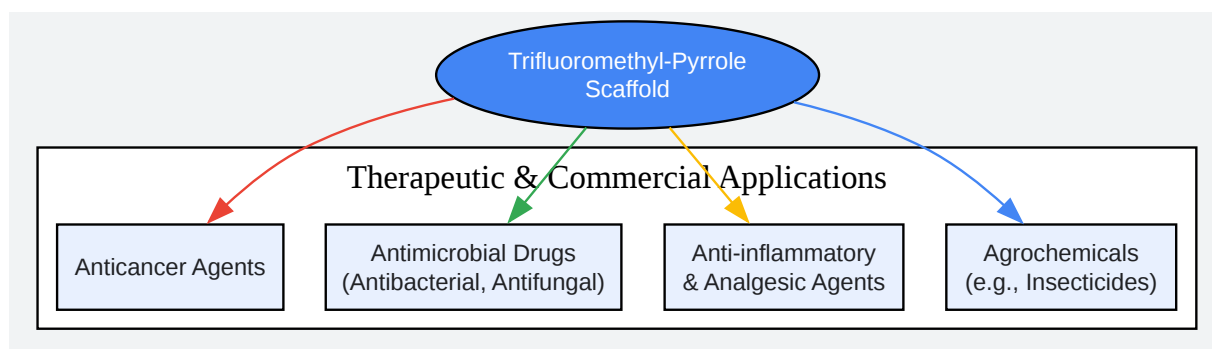 Trifluoromethyl-Pyrrole
Scaffold
Therapeutic & Commercial Applications
Anticancer Agents
Antimicrobial Drugs
(Antibacterial, Antifungal)
Anti-inflammatory
& Analgesic Agents
Agrochemicals
(e.g., Insecticides)